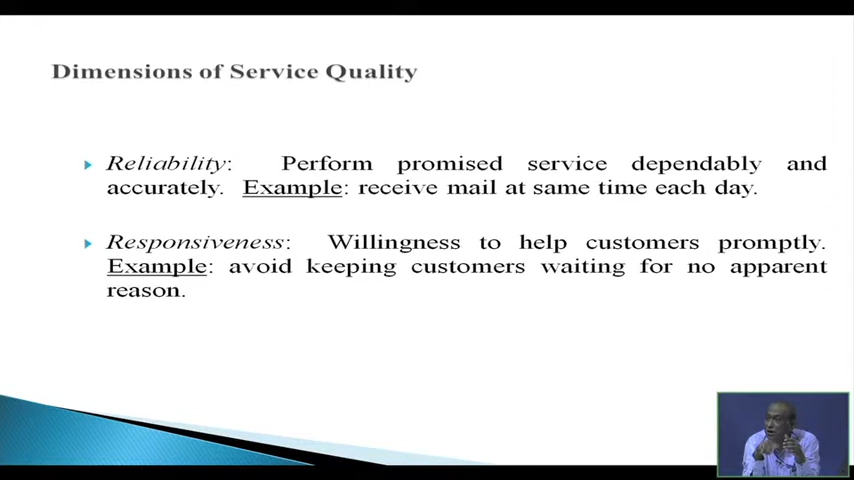 Dimensions of Service Quality
Reliability: Perform promised service dependably and
accurately. Example: receive mail at same time each day.
Responsiveness: Willingness to help customers promptly.
Example: avoid keeping customers waiting for no apparent
reason.